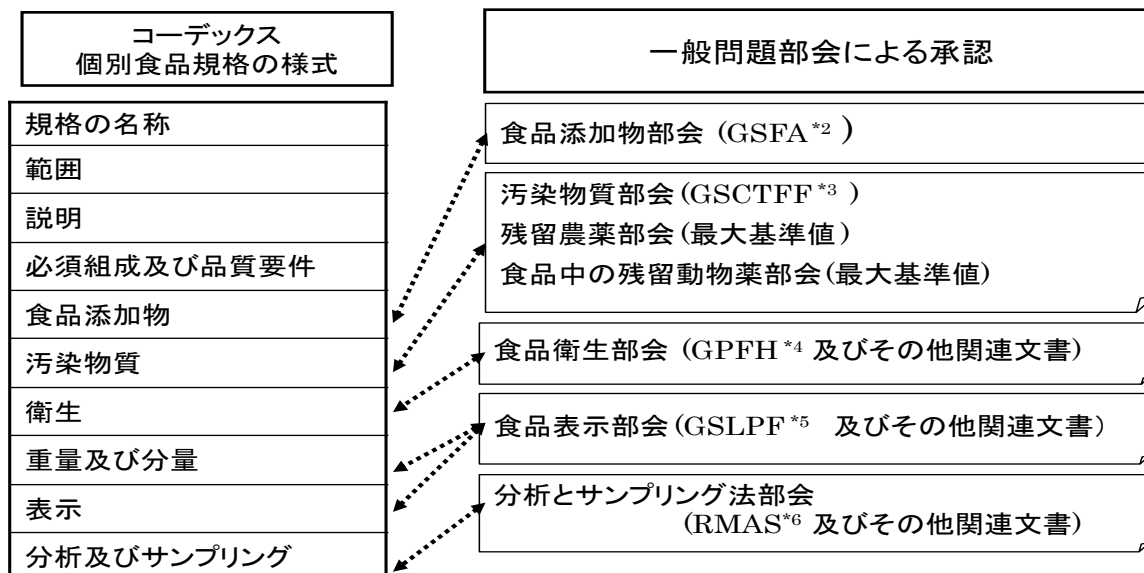 コーデックス
個別食品規格の様式
規格の名称
範囲
説明
必須組成及び品質要件
食品添加物
汚染物質
衛生
重量及び分量
表示
分析及びサンプリング
一般問題部会による承認
食品添加物部会 (GSFA *2 )
汚染物質部会(GSCTFF *3 )
残留農薬部会(最大基準値)
食品中の残留動物薬部会(最大基準値)
食品衛生部会 (GPFH *4 及びその他関連文書)
食品表示部会(GSLPF *5 及びその他関連文書)
分析とサンプリング法部会
(RMAS*6 及びその他関連文書)